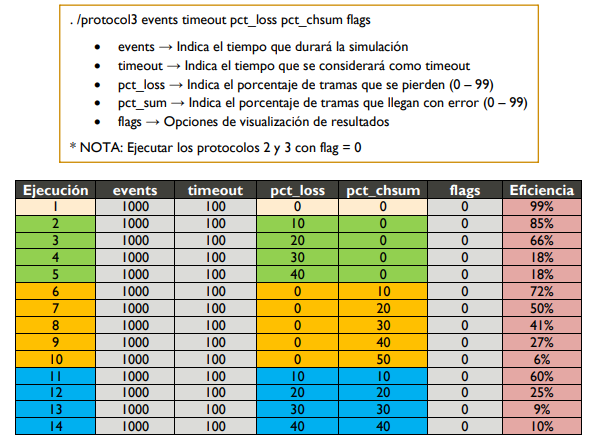 . /protocol3 events timeout pct_loss pct_chsum flags
• events → Indica el tiempo que durará la simulación
• timeout → Indica el tiempo que se considerará como timeout
• pct_loss → Indica el porcentaje de tramas que se pierden (0 – 99)
• pct_sum → Indica el porcentaje de tramas que llegan con error (0 – 99)
• flags → Opciones de visualización de resultados
* NOTA: Ejecutar los protocolos 2 y 3 con flag = 0
Ejecución events timeout pct_loss pct_chsum flags Eficiencia
1 1000 100 0 0 0 99%
2 1000 100 10 0 0 85%
3 1000 100 20 0 0 66%
4 1000 100 30 0 0 18%
5 1000 100 40 0 0 18%
6 1000 100 0 10 0 72%
7 1000 100 0 20 0 50%
8 1000 100 0 30 0 41%
9 1000 100 0 40 0 27%
10 1000 100 0 50 0 6%
11 1000 100 10 10 0 60%
12 1000 100 20 20 0 25%
13 1000 100 30 30 0 9%
14 1000 100 40 40 0 10%